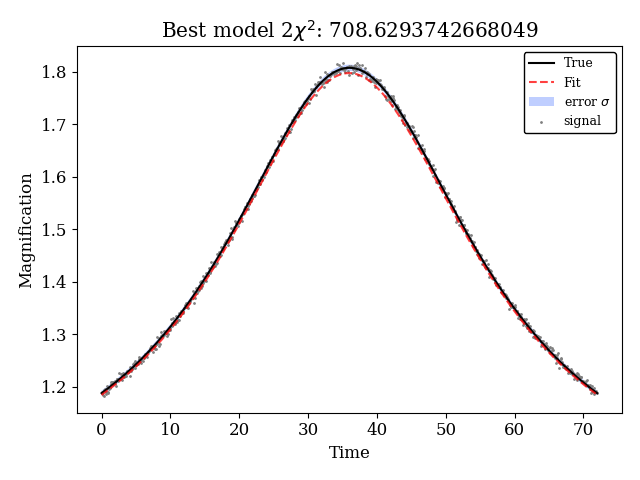 Best model 2χ²: 708.6293742668049
Magnification
1.8
1.7
1.6
1.5
1.4
1.3
1.2
True
Fit
error σ
signal
0 10 20 30 40 50 60 70
Time